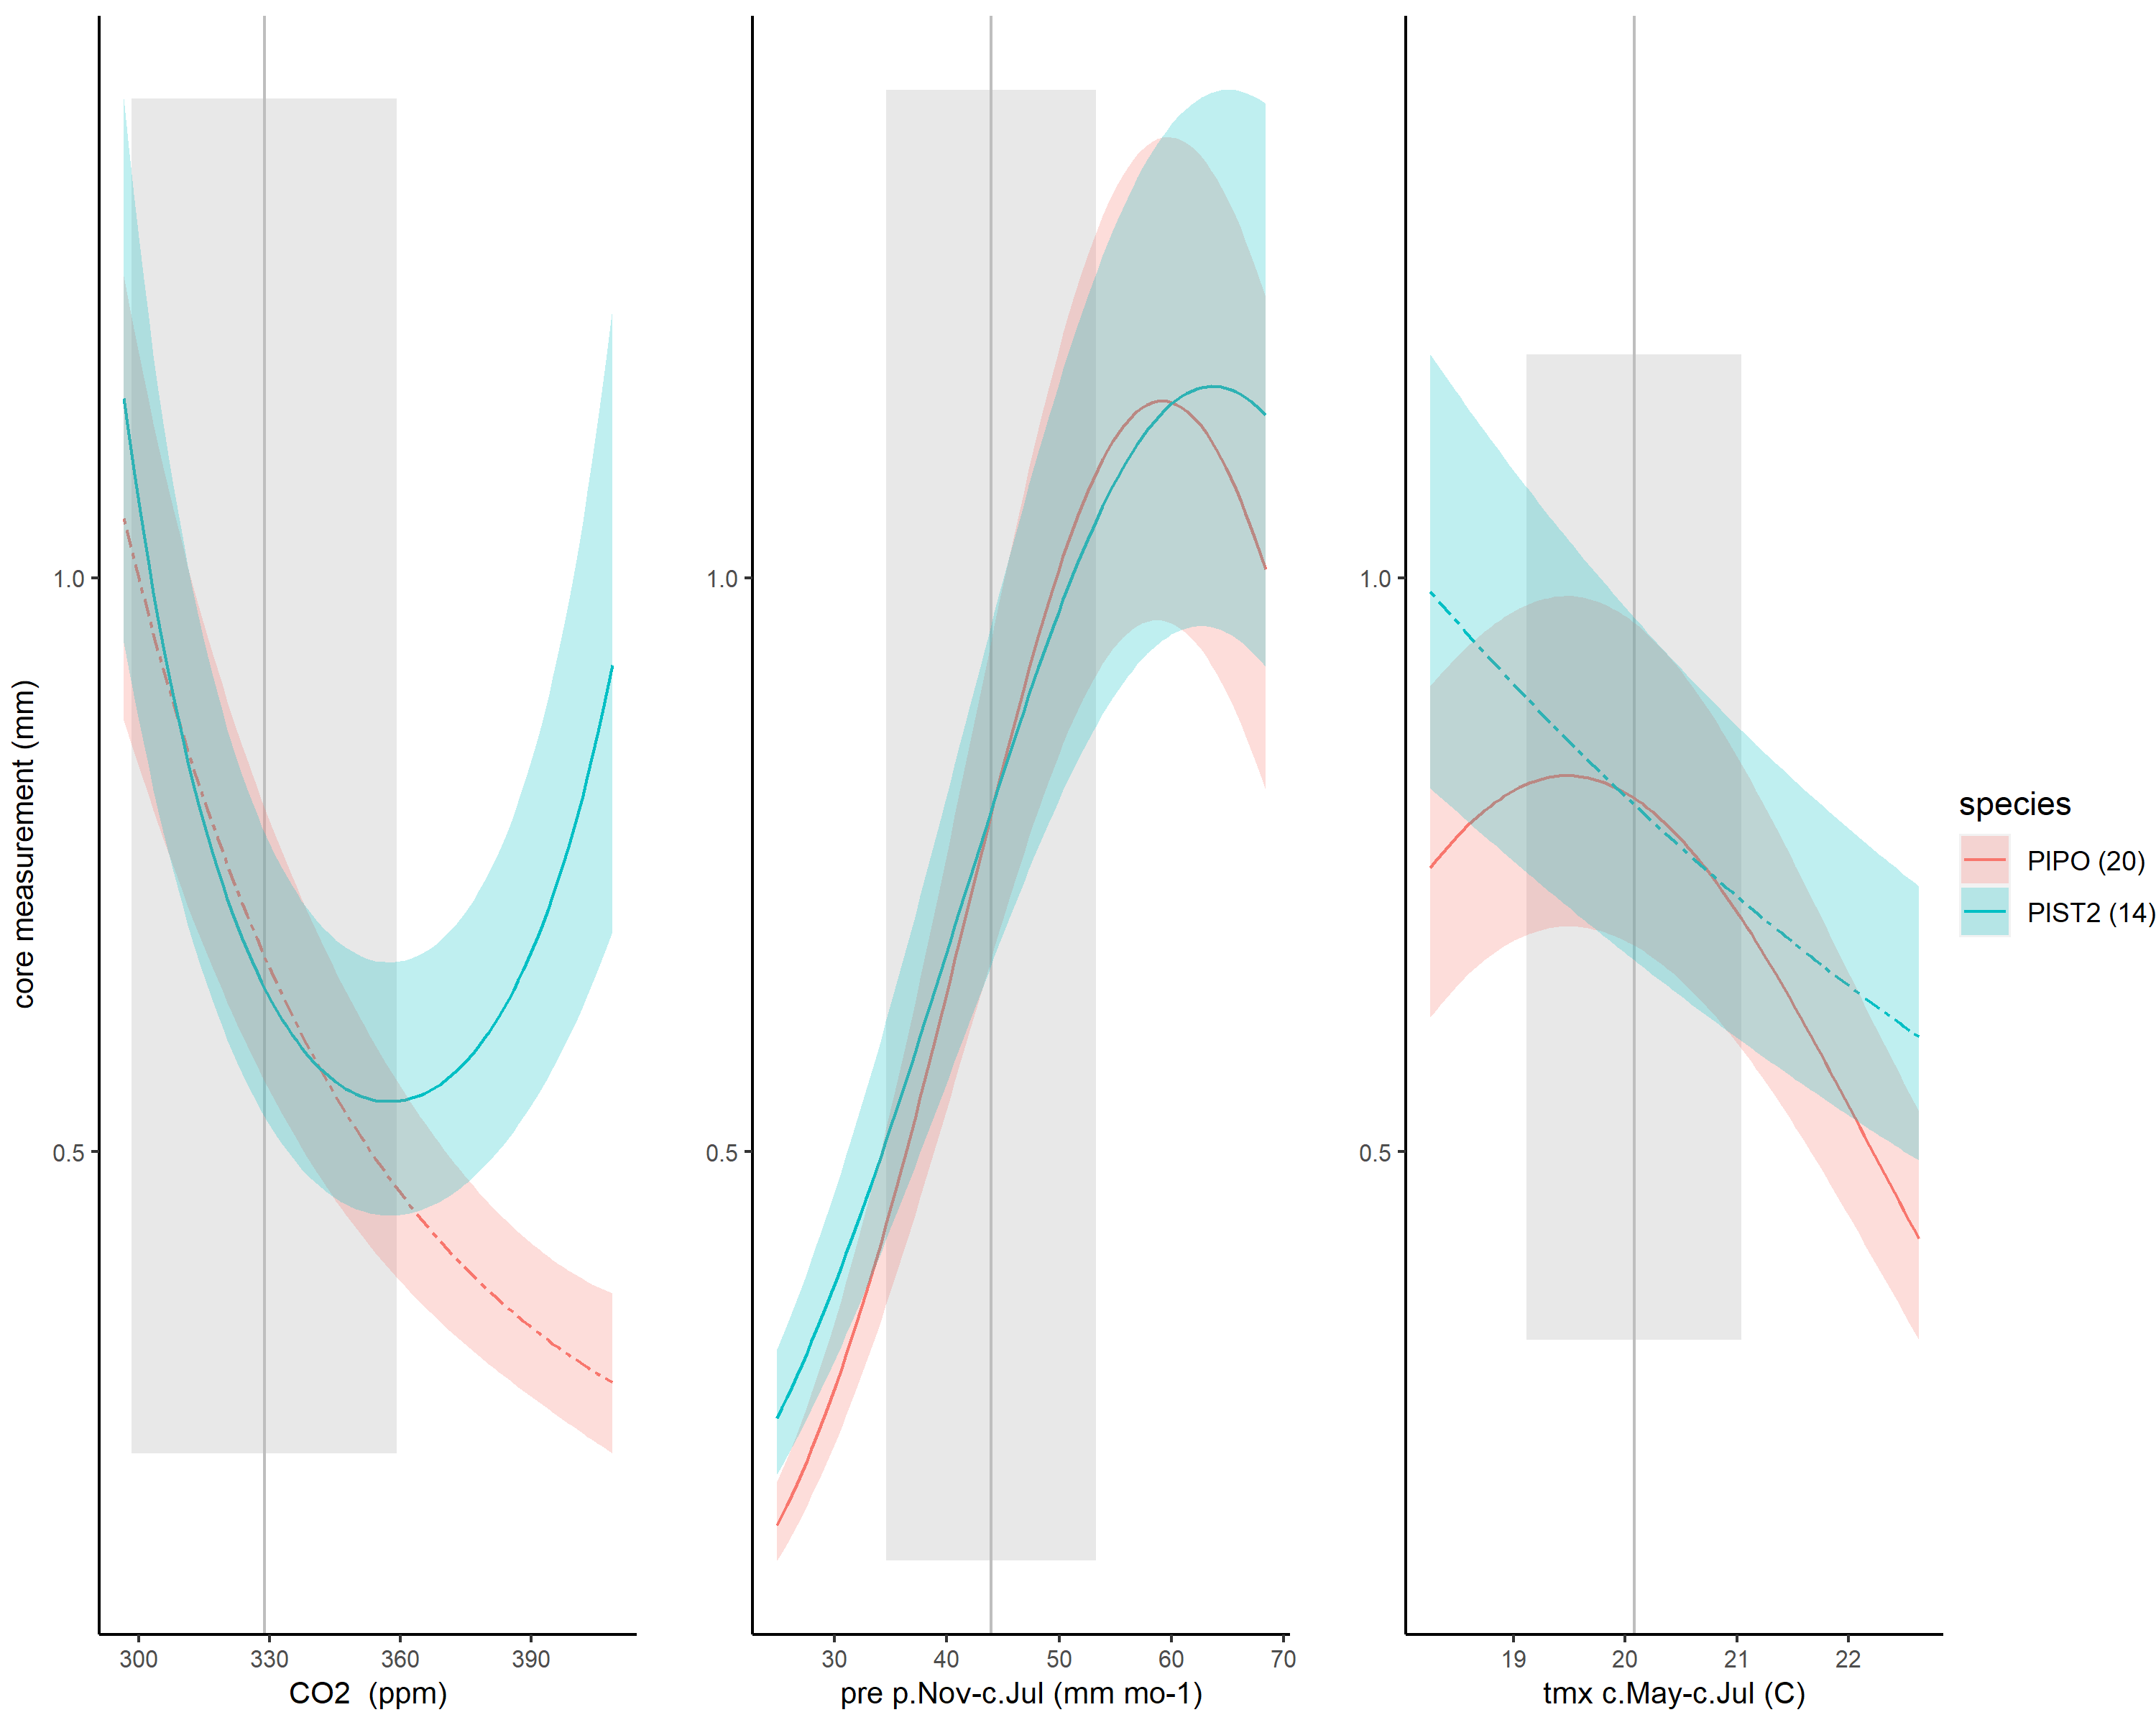 core measurement (mm)
1.0
0.5
300 330 360 390
CO2  (ppm)
1.0
0.5
30 40 50 60 70
pre p.Nov-c.Jul (mm mo-1)
1.0
0.5
19 20 21 22
tmx c.May-c.Jul (C)
species
PIPO (20)
PIST2 (14)